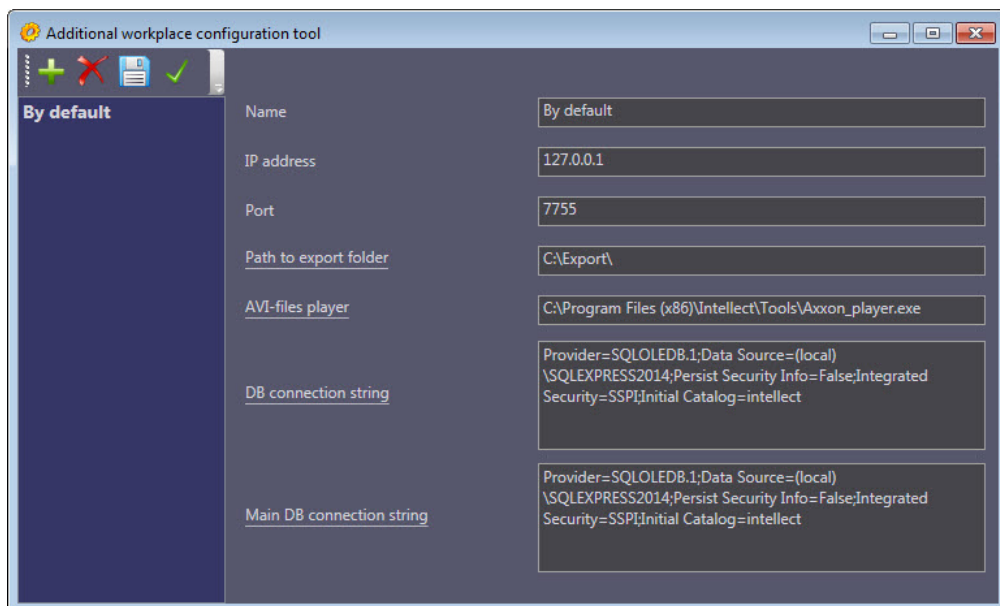 Additional workplace configuration tool
By default
Name
By default
IP address
127.0.0.1
Port
7755
Path to export folder
C:\Export\
AVI-files player
C:\Program Files (x86)\Intellect\Tools\Axxon_player.exe
DB connection string
Provider=SQLOLEDB.1;Data Source=(local)
\SQLEXPRESS2014;Persist Security Info=False;Integrated
Security=SSPI;Initial Catalog=intellect
Main DB connection string
Provider=SQLOLEDB.1;Data Source=(local)
\SQLEXPRESS2014;Persist Security Info=False;Integrated
Security=SSPI;Initial Catalog=intellect